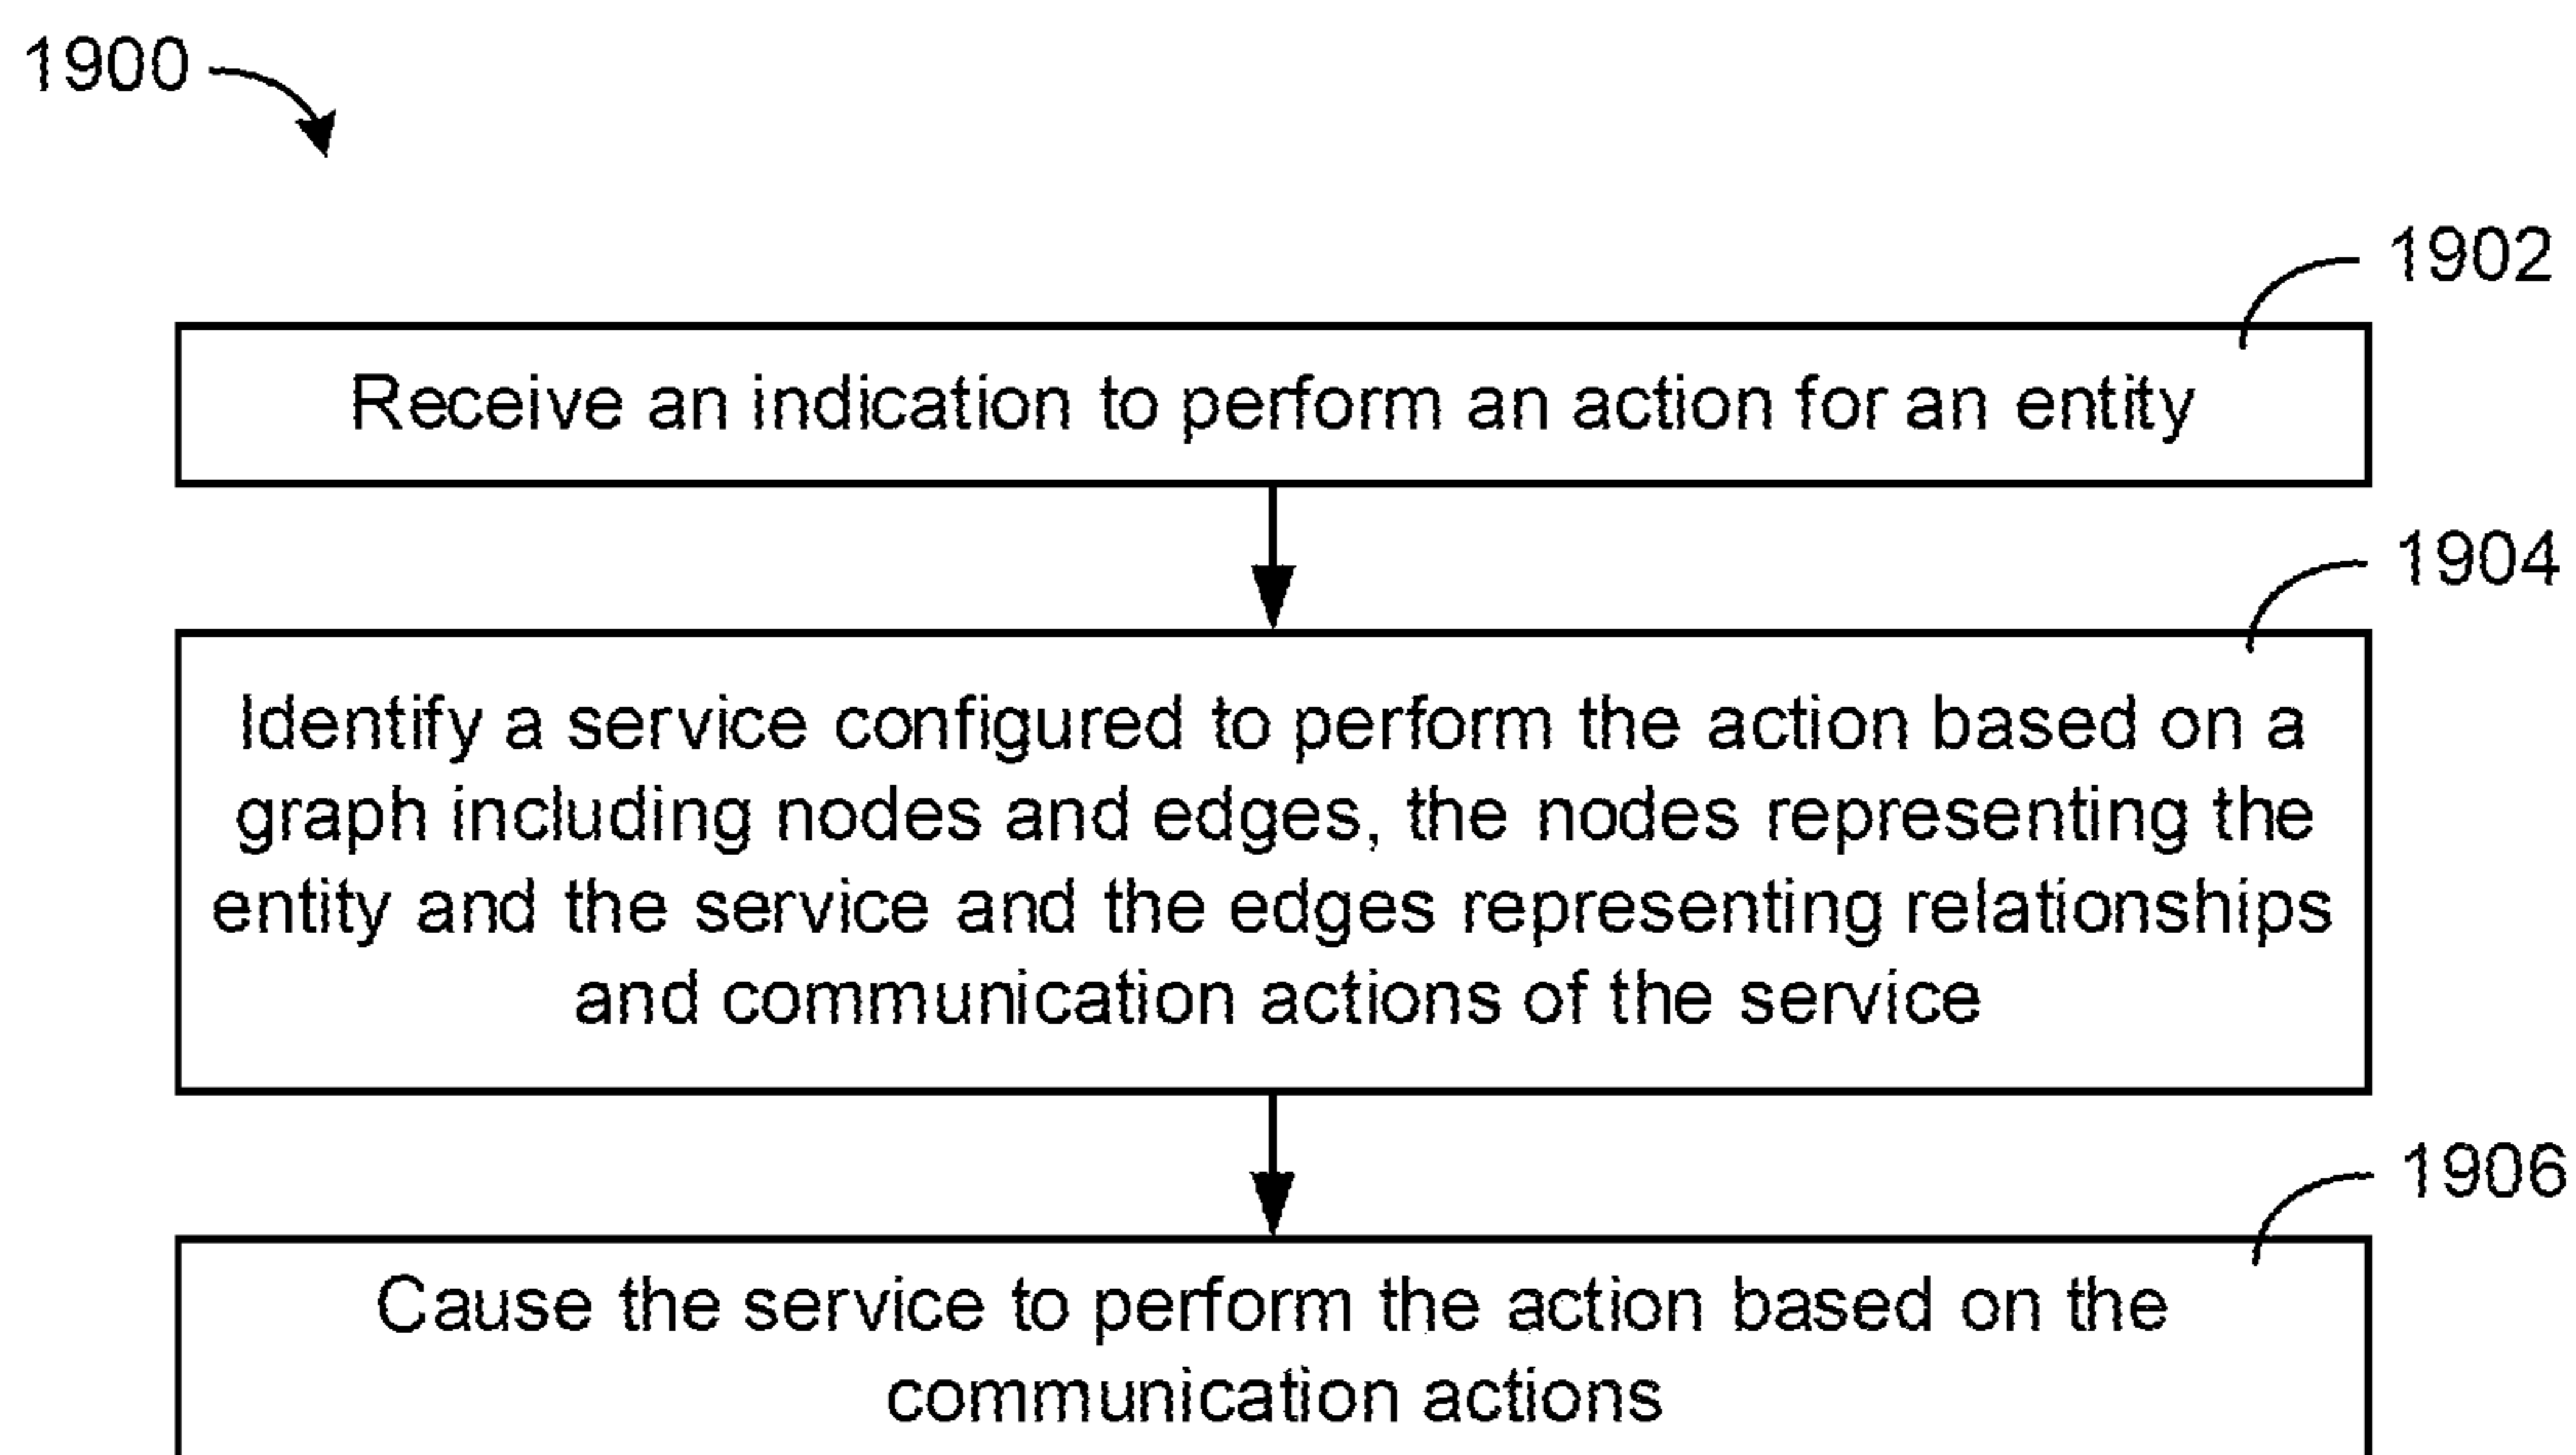 1900
1902
Receive an indication to perform an action for an entity
1904
Identify a service configured to perform the action based on a
graph including nodes and edges, the nodes representing the
entity and the service and the edges representing relationships
and communication actions of the service
1906
Cause the service to perform the action based on the
communication actions